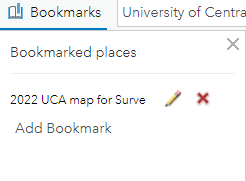 Bookmarks University of Centra
Bookmarked places
2022 UCA map for Surve
Add Bookmark